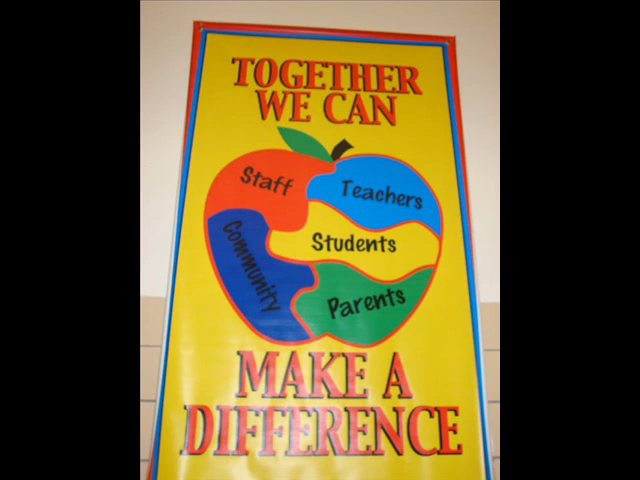 TOGETHER
WE CAN
Staff
Teachers
Students
Community
Parents
MAKE A
DIFFERENCE